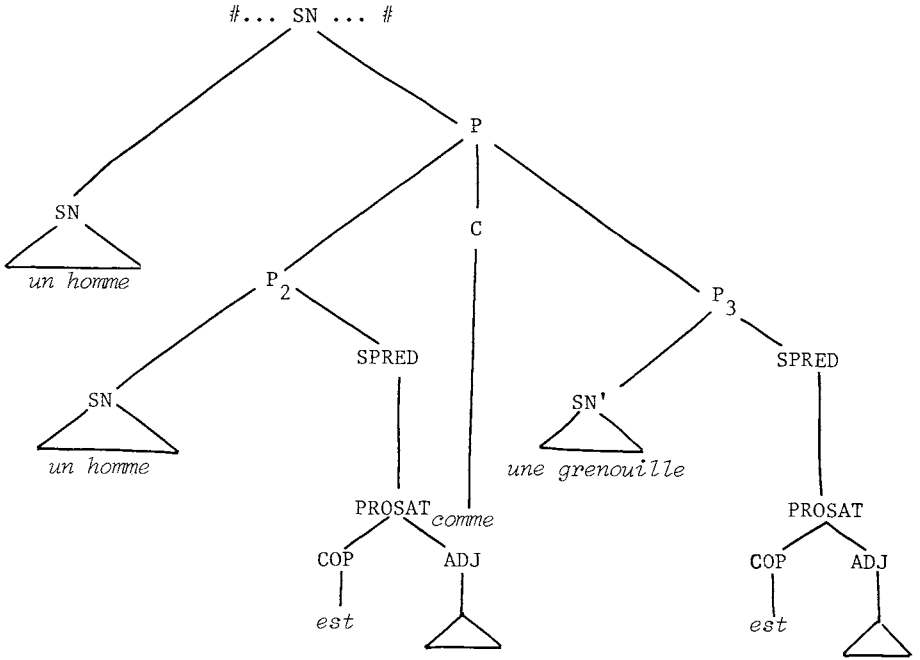 #... SN ... #
P
SN
C
un homme
P2
P3
SPRED
SPRED
SN
SN'
un homme
une grenouille
PROSAT
comme
PROSAT
COP
ADJ
COP
ADJ
est
est